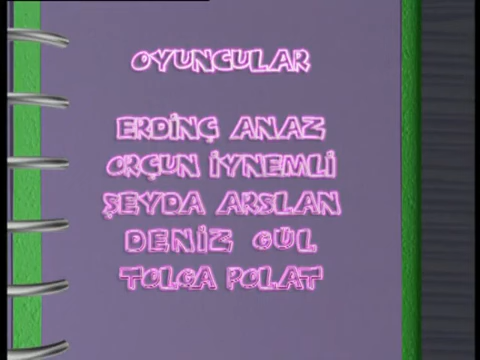 OYUNCULAR
ERDİNÇ ANAZ
ORÇUN İYNEMLİ
ŞEYDA ARSLAN
DENİZ GÜL
TOLGA POLAT